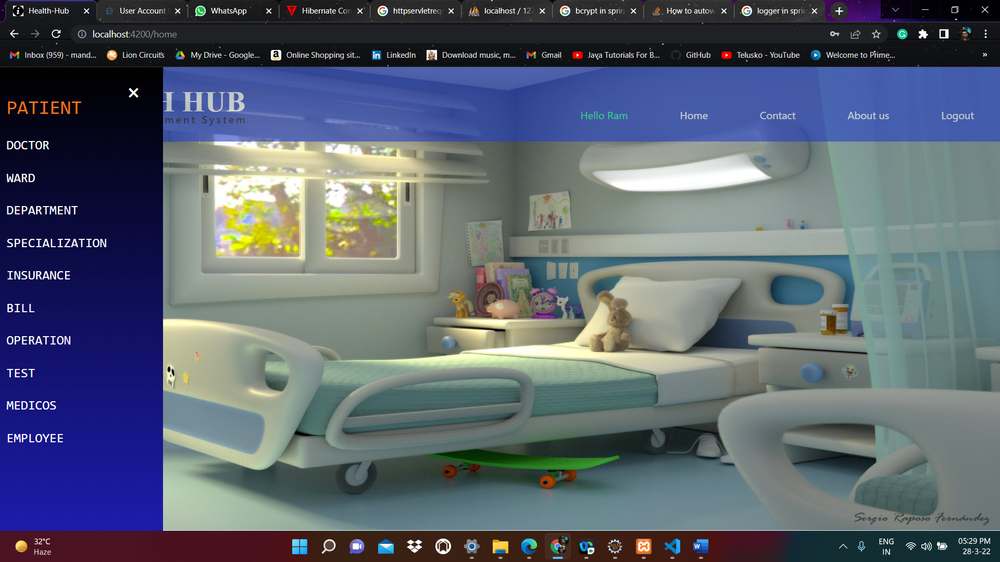 Health-Hub
User Account
WhatsApp
Hibernate Con
httpservletreq
localhost / 127
bcrypt in sprin
How to autow
logger in sprin
localhost:4200/home
Inbox (959) - mand...
Lion Circuits
My Drive - Google...
Online Shopping sit...
LinkedIn
Download music, m...
Gmail
Java Tutorials For B...
GitHub
Telusko - YouTube
Welcome to Prime...
»
H HUB
ment System
Hello Ram
Home
Contact
About us
Logout
PATIENT
DOCTOR
WARD
DEPARTMENT
SPECIALIZATION
INSURANCE
BILL
OPERATION
TEST
MEDICOS
EMPLOYEE
Sergio Raposo Fernández
32°C
Haze
ENG
IN
05:29 PM
28-3-22